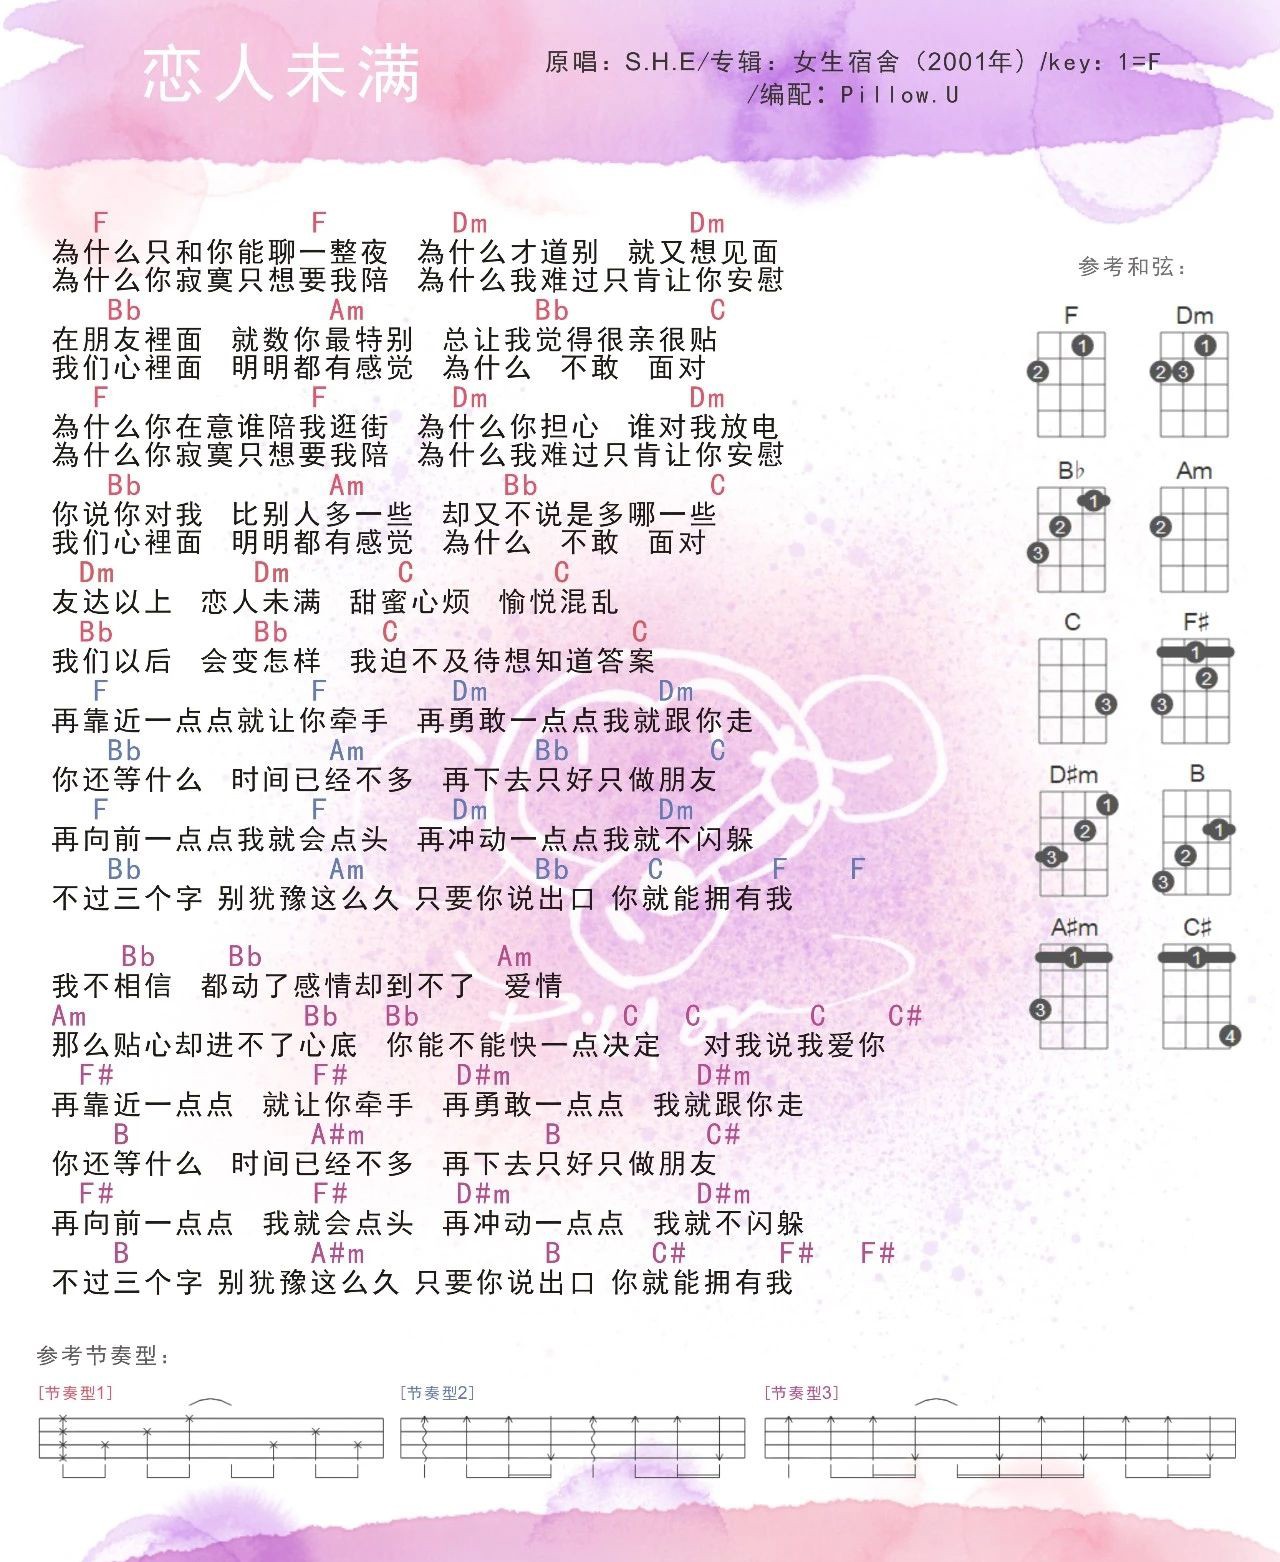 恋人未满
原唱：S.H.E/专辑：女生宿舍（2001年）/key：1=F
/编配：Pillow.U
F F Dm Dm
為什么只和你能聊一整夜 為什么才道别 就又想见面
為什么你寂寞只想要我陪 為什么我难过只肯让你安慰
Bb Am Bb C
在朋友裡面 就数你最特别 总让我觉得很亲很贴
我们心裡面 明明都有感觉 為什么 不敢 面对
F F Dm Dm
為什么你在意谁陪我逛街 為什么你担心 谁对我放电
為什么你寂寞只想要我陪 為什么我难过只肯让你安慰
Bb Am Bb C
你说你对我 比别人多一些 却又不说是多哪一些
我们心裡面 明明都有感觉 為什么 不敢 面对
Dm Dm C C
友达以上 恋人未满 甜蜜心烦 愉悦混乱
Bb Bb C C
我们以后 会变怎样 我迫不及待想知道答案
F F Dm Dm
再靠近一点点就让你牵手 再勇敢一点点我就跟你走
Bb Am Bb C
你还等什么 时间已经不多 再下去只好只做朋友
F F Dm Dm
再向前一点点我就会点头 再冲动一点点我就不闪躲
Bb Am Bb C F F
不过三个字 别犹豫这么久 只要你说出口 你就能拥有我
Bb Bb Am
我不相信 都动了感情却到不了 爱情
Am Bb Bb C C C C#
那么贴心却进不了心底 你能不能快一点决定 对我说我爱你
F# F# D#m D#m
再靠近一点点 就让你牵手 再勇敢一点点 我就跟你走
B A#m B C#
你还等什么 时间已经不多 再下去只好只做朋友
F# F# D#m D#m
再向前一点点 我就会点头 再冲动一点点 我就不闪躲
B A#m B C# F# F#
不过三个字 别犹豫这么久 只要你说出口 你就能拥有我
Pillow
参考和弦：
F Dm
1 1
2 2 3
B♭ Am
1
2 2
3
C F♯
1
2
3 3
D♯m B
1
2 1
3 2
3
A♯m C♯
1 1
3
4
参考节奏型：
[节奏型1] [节奏型2] [节奏型3]